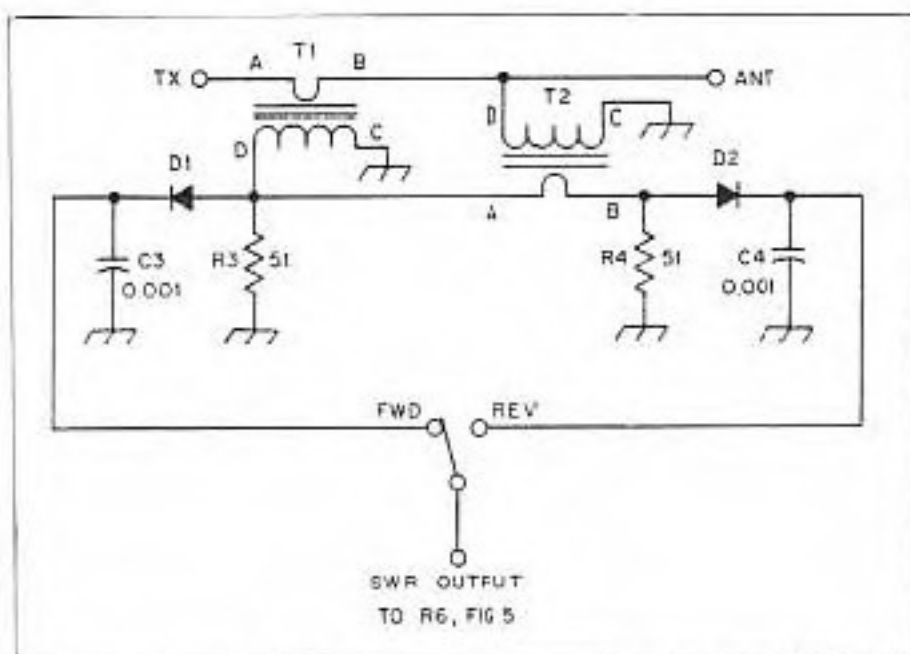 A T1 B
TX ANT
T2
D C
D C
D1 D2
A B
C3 R3 51 R4 51 C4
0.001 0.001
FWD REV
SWR OUTPUT
TO R6, FIG 5